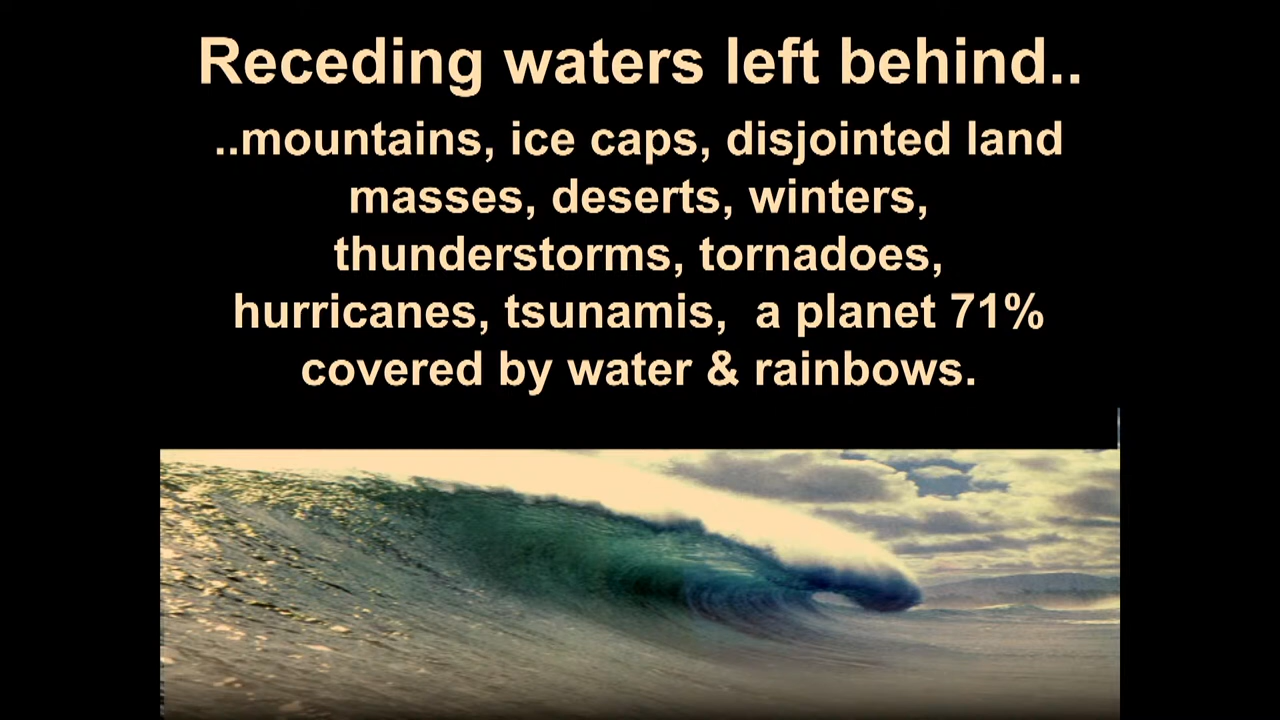 Receding waters left behind..
..mountains, ice caps, disjointed land
masses, deserts, winters,
thunderstorms, tornadoes,
hurricanes, tsunamis,  a planet 71%
covered by water & rainbows.